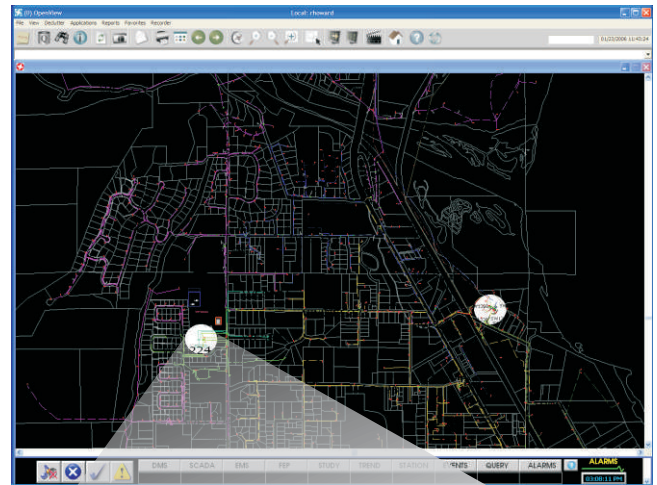 (0) OpenView Local: rhoward
File View Declutter Applications Reports Favorites Recorder
01/22/2006 11:43:24
224
DMS SCADA EMS FEP STUDY TREND STATION EVENTS QUERY ALARMS
ALARMS
03:00:11 PM